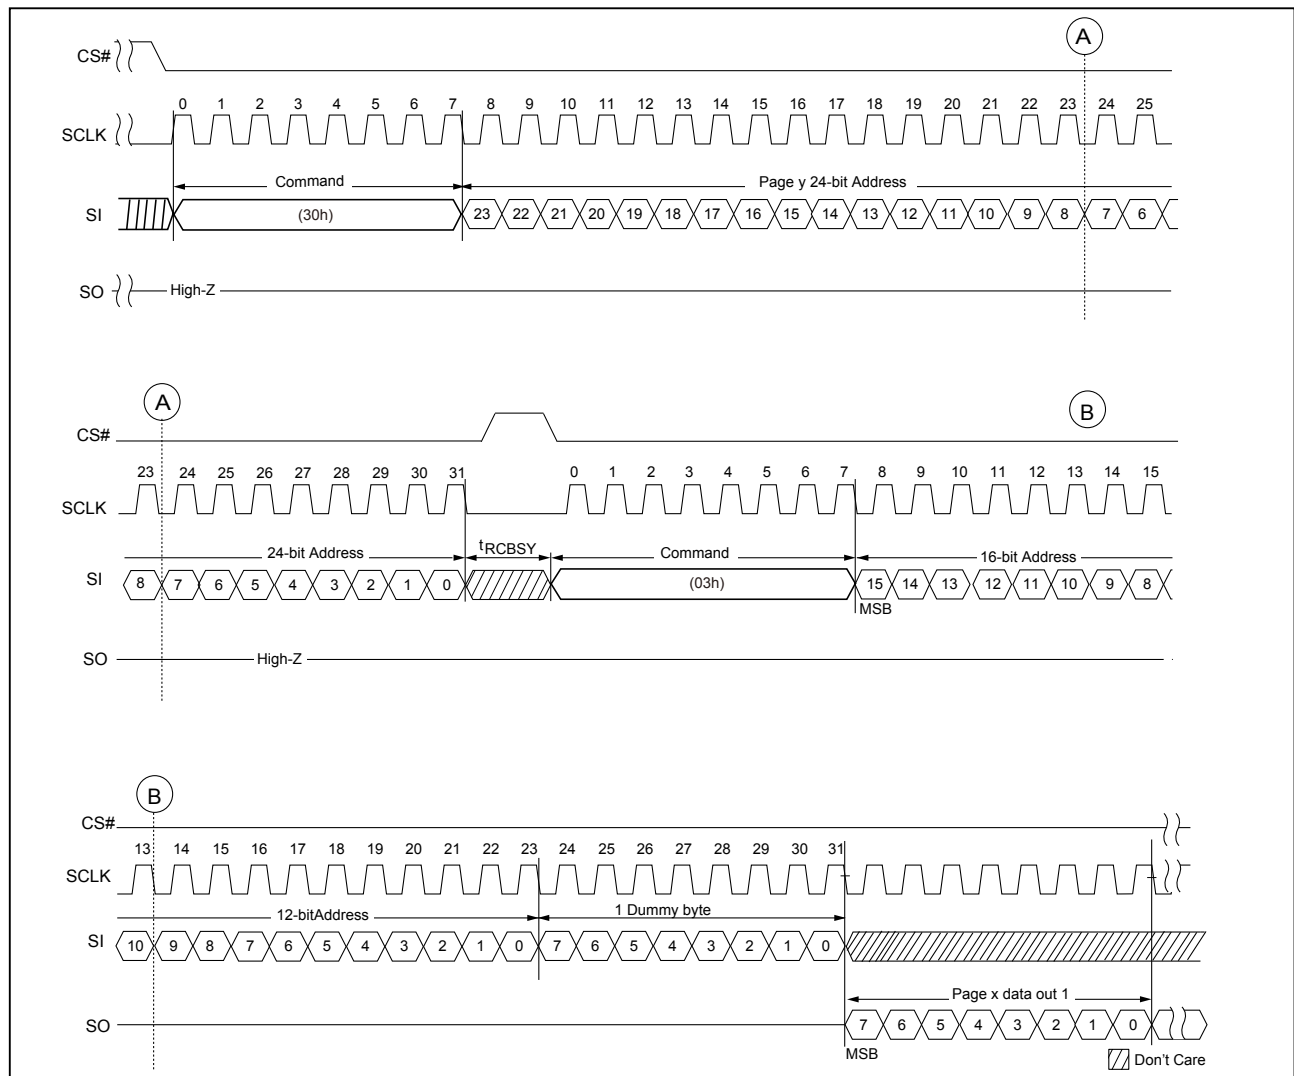 A
CS#
0 1 2 3 4 5 6 7 8 9 10 11 12 13 14 15 16 17 18 19 20 21 22 23 24 25
SCLK
Command Page y 24-bit Address
SI (30h) 23 22 21 20 19 18 17 16 15 14 13 12 11 10 9 8 7 6
SO High-Z
A B
CS#
23 24 25 26 27 28 29 30 31 0 1 2 3 4 5 6 7 8 9 10 11 12 13 14 15
SCLK
24-bit Address tRCBSY Command 16-bit Address
SI 8 7 6 5 4 3 2 1 0 (03h) 15 14 13 12 11 10 9 8
MSB
SO High-Z
B
CS#
13 14 15 16 17 18 19 20 21 22 23 24 25 26 27 28 29 30 31
SCLK
12-bitAddress 1 Dummy byte
SI 10 9 8 7 6 5 4 3 2 1 0 7 6 5 4 3 2 1 0
Page x data out 1
SO 7 6 5 4 3 2 1 0
MSB
Don't Care